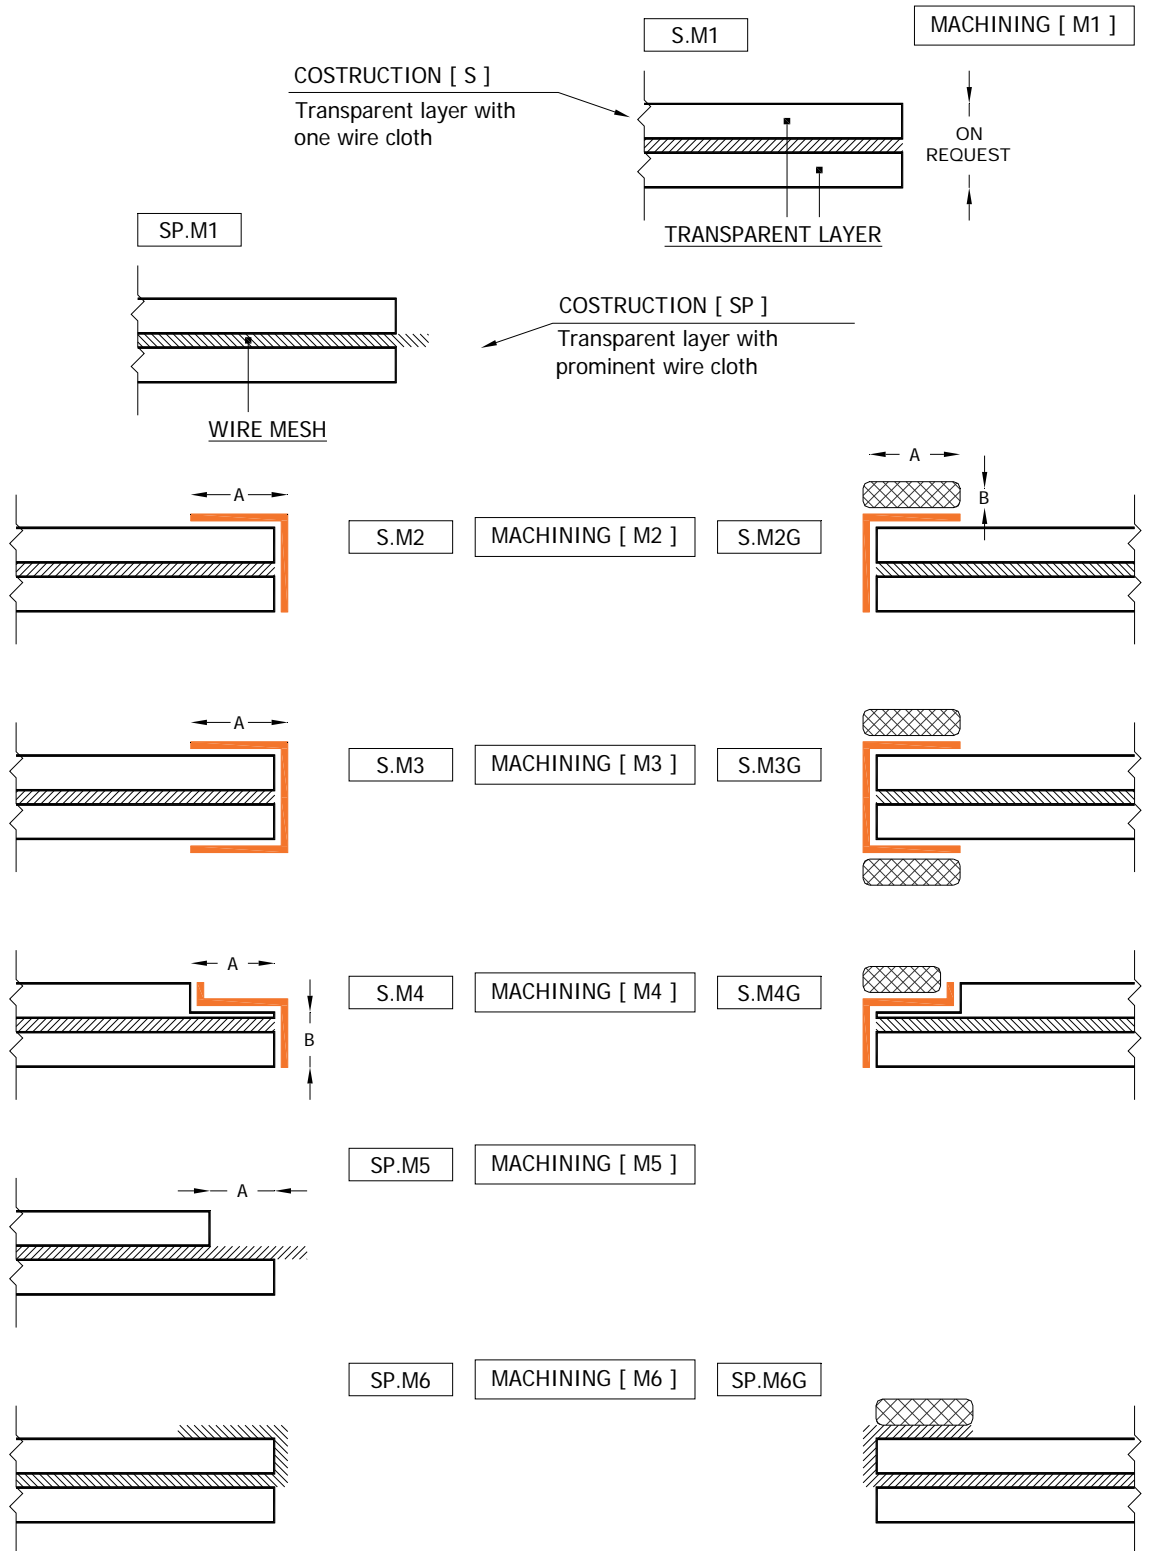 S.M1
MACHINING [ M1 ]
COSTRUCTION [ S ]
Transparent layer with
one wire cloth
ON
REQUEST
TRANSPARENT LAYER
SP.M1
COSTRUCTION [ SP ]
Transparent layer with
prominent wire cloth
WIRE MESH
A
A
B
S.M2
MACHINING [ M2 ]
S.M2G
A
S.M3
MACHINING [ M3 ]
S.M3G
A
S.M4
MACHINING [ M4 ]
S.M4G
B
SP.M5
MACHINING [ M5 ]
A
SP.M6
MACHINING [ M6 ]
SP.M6G